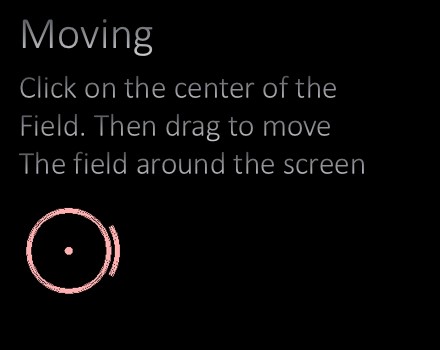 Moving
Click on the center of the
Field. Then drag to move
The field around the screen